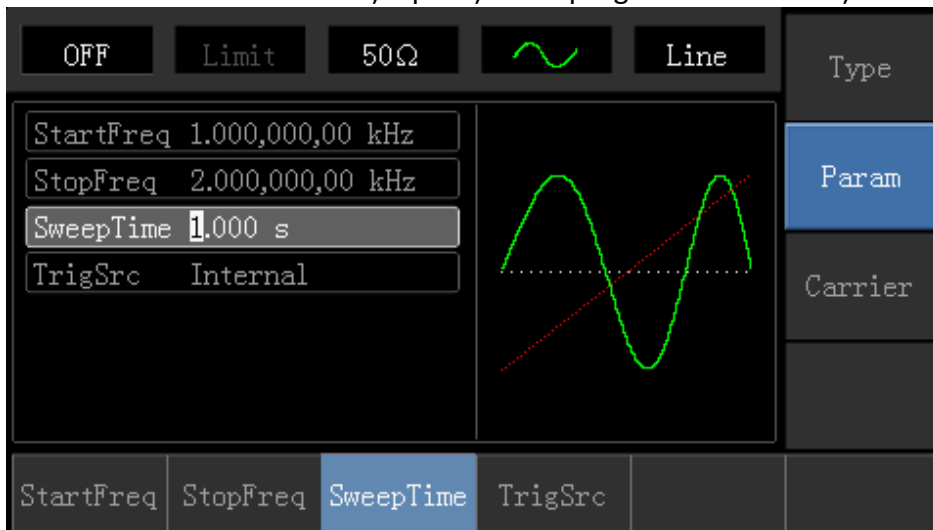 OFF Limit 50Ω Line
Type
StartFreq 1.000,000,00 kHz
StopFreq 2.000,000,00 kHz
Param
SweepTime 1.000 s
TrigSrc Internal
Carrier
StartFreq StopFreq SweepTime TrigSrc